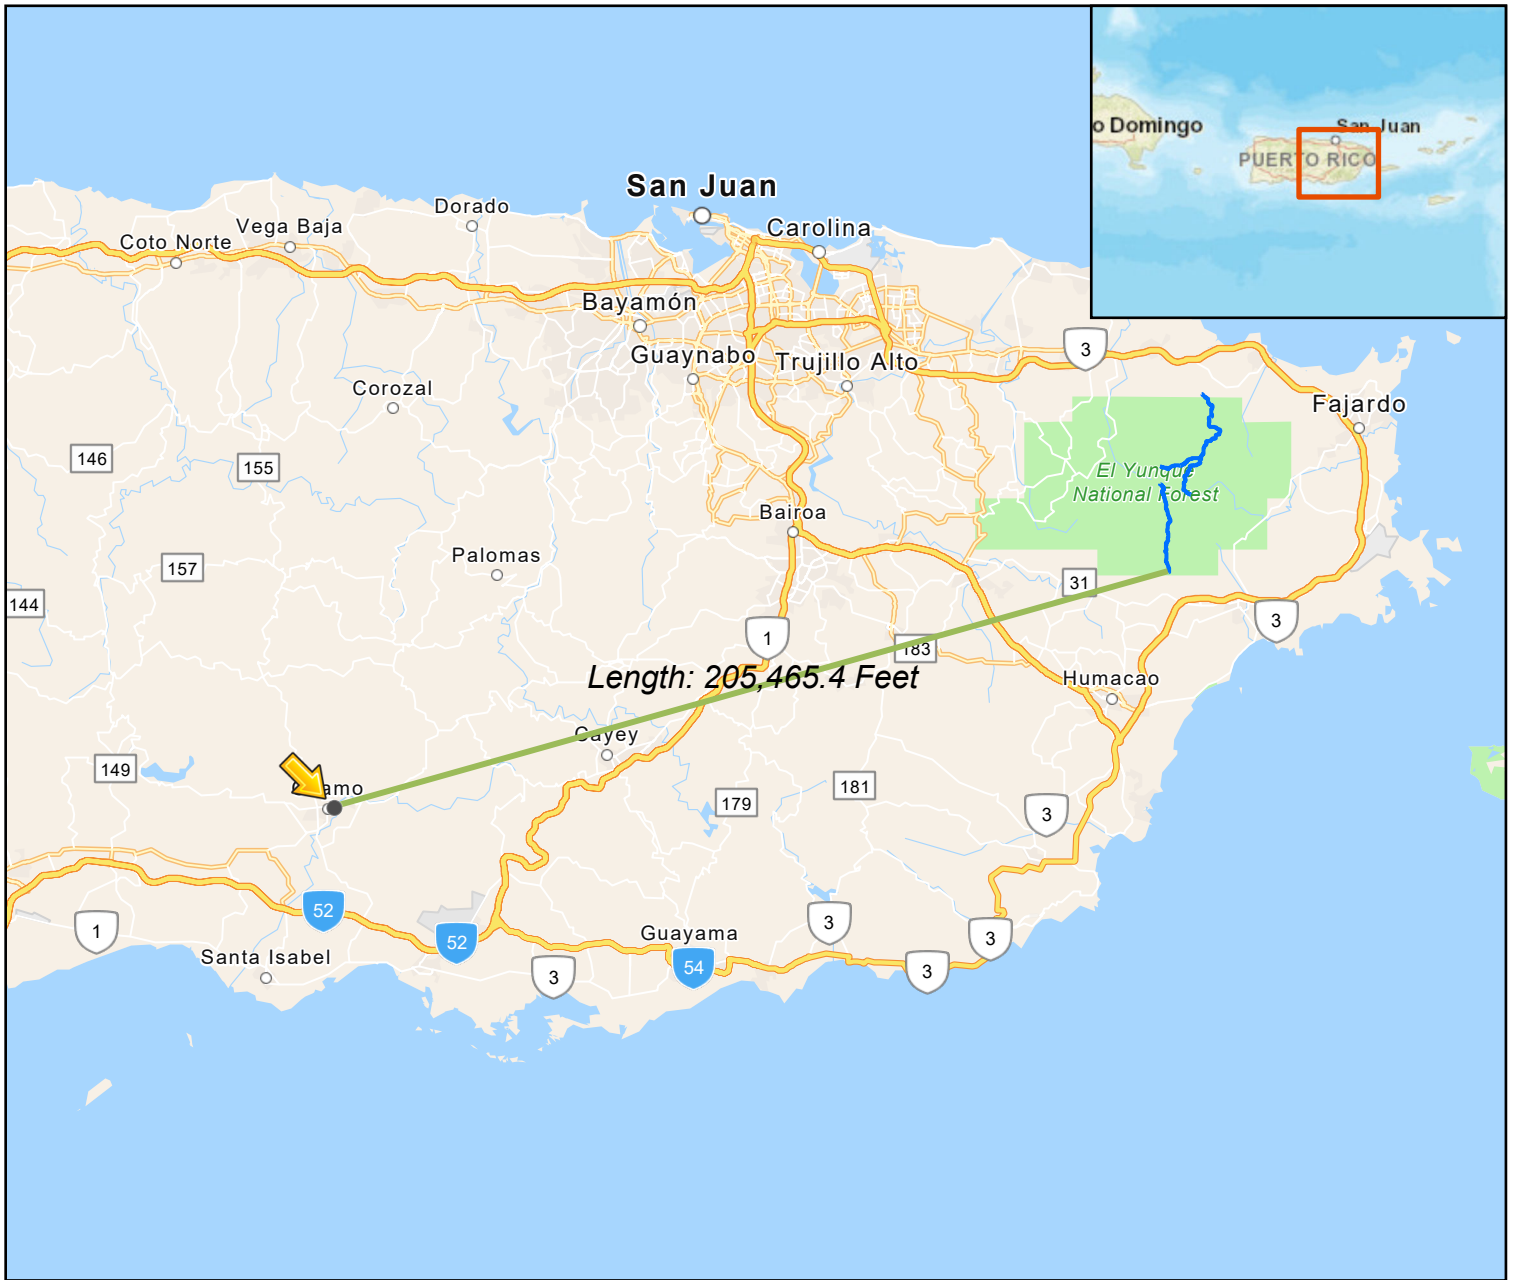 o Domingo
San Juan
PUERTO RICO
San Juan
Dorado
Vega Baja
Coto Norte
Carolina
Bayamón
Guaynabo
Trujillo Alto
3
Corozal
Fajardo
146
155
El Yunque
National Forest
Bairoa
Palomas
157
31
144
3
1
183
Length: 205,465.4 Feet
Humacao
Cayey
149
amo
181
179
3
52
1
3
Guayama
52
3
Santa Isabel
54
3
3